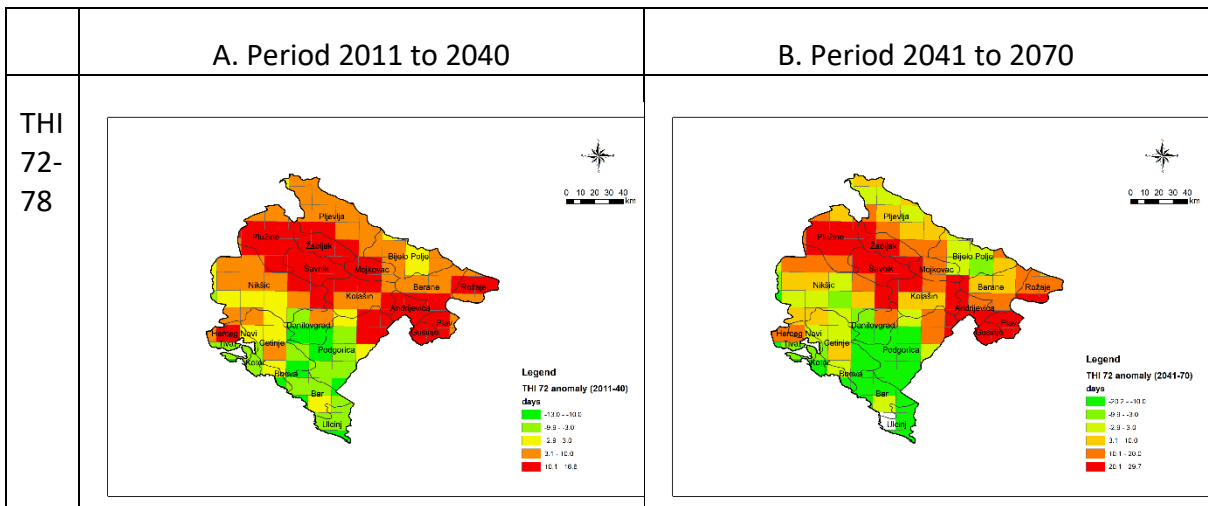 A. Period 2011 to 2040
B. Period 2041 to 2070
THI
72-
78
0 10 20 30 40
km
Pljevlja
Plužine
Žabljak
Bijelo Polje
Šavnik
Mojkovac
Nikšić
Kolašin
Berane
Rožaje
Andrijevica
Plav
Gusinje
Danilovgrad
Herceg Novi
Tivat
Cetinje
Podgorica
Kotor
Budva
Bar
Ulcinj
Legend
THI 72 anomaly (2011-40)
days
-13.0 - -10.0
-9.9 - -3.0
-2.9 - 3.0
3.1 - 10.0
10.1 - 16.8
0 10 20 30 40
km
Pljevlja
Plužine
Žabljak
Bijelo Polje
Šavnik
Mojkovac
Nikšić
Kolašin
Berane
Rožaje
Andrijevica
Plav
Gusinje
Danilovgrad
Herceg Novi
Tivat
Cetinje
Podgorica
Kotor
Budva
Bar
Ulcinj
Legend
THI 72 anomaly (2041-70)
days
-20.2 - -10.0
-9.9 - -3.0
-2.9 - 3.0
3.1 - 10.0
10.1 - 20.0
20.1 - 29.7